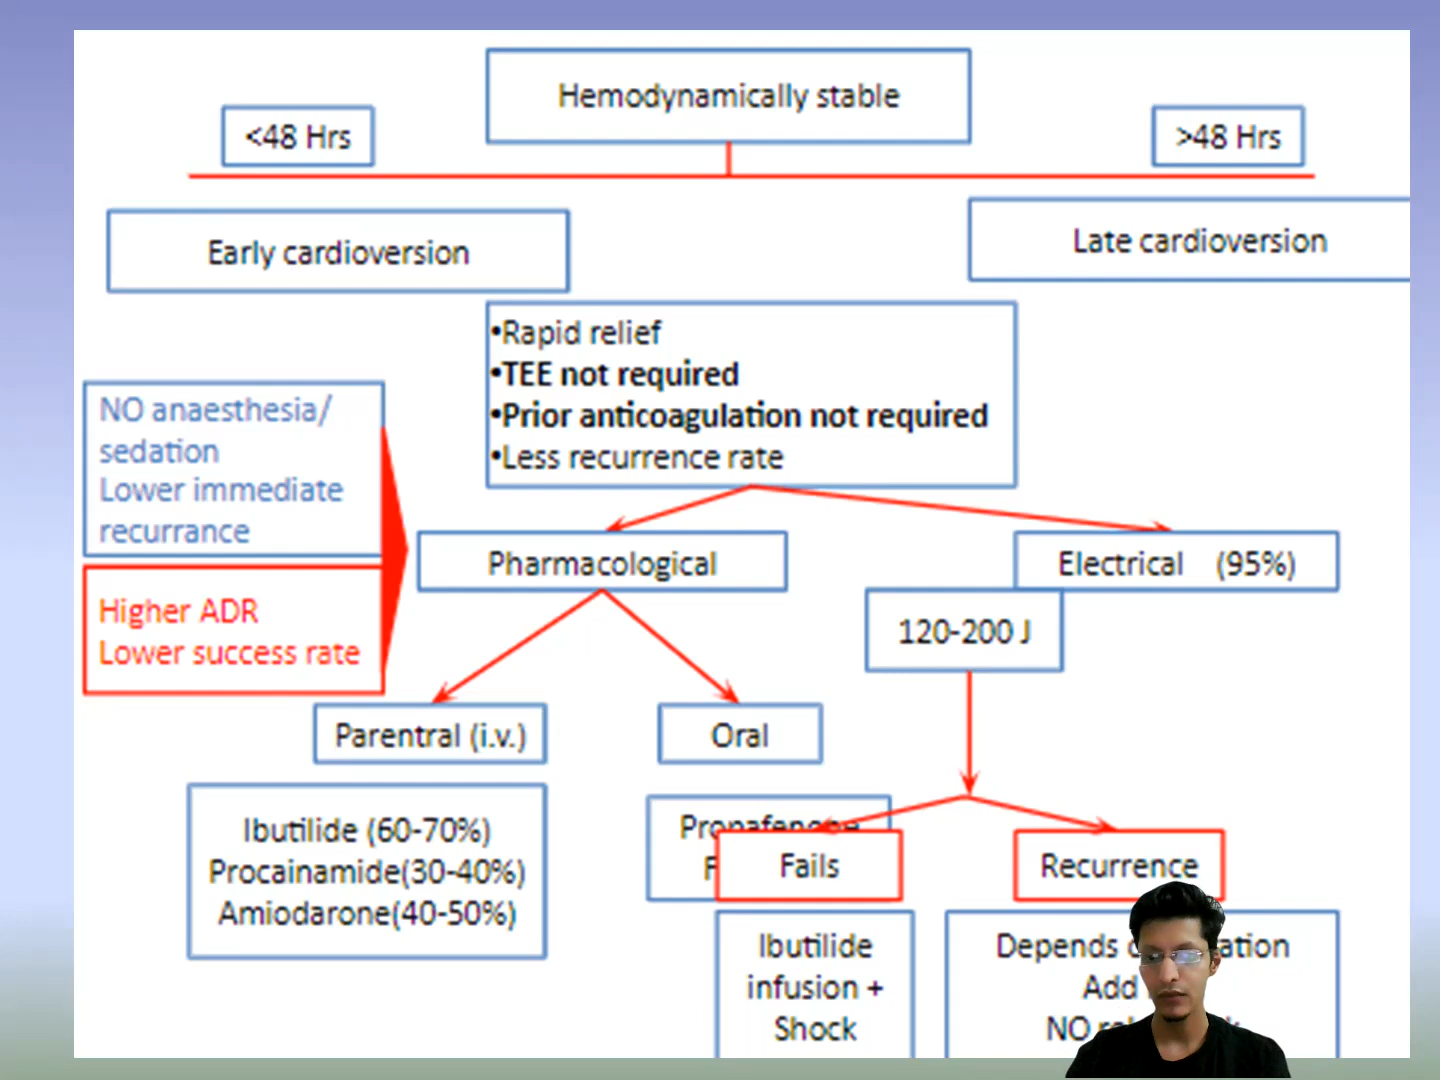 Hemodynamically stable
<48 Hrs
>48 Hrs
Early cardioversion
Late cardioversion
•Rapid relief
•TEE not required
•Prior anticoagulation not required
•Less recurrence rate
NO anaesthesia/
sedation
Lower immediate
recurrance
Higher ADR
Lower success rate
Pharmacological
Electrical (95%)
120-200 J
Parentral (i.v.)
Oral
Ibutilide (60-70%)
Procainamide(30-40%)
Amiodarone(40-50%)
Propafenone
Fails
Recurrence
Ibutilide
infusion +
Shock
Depends
Add
NO